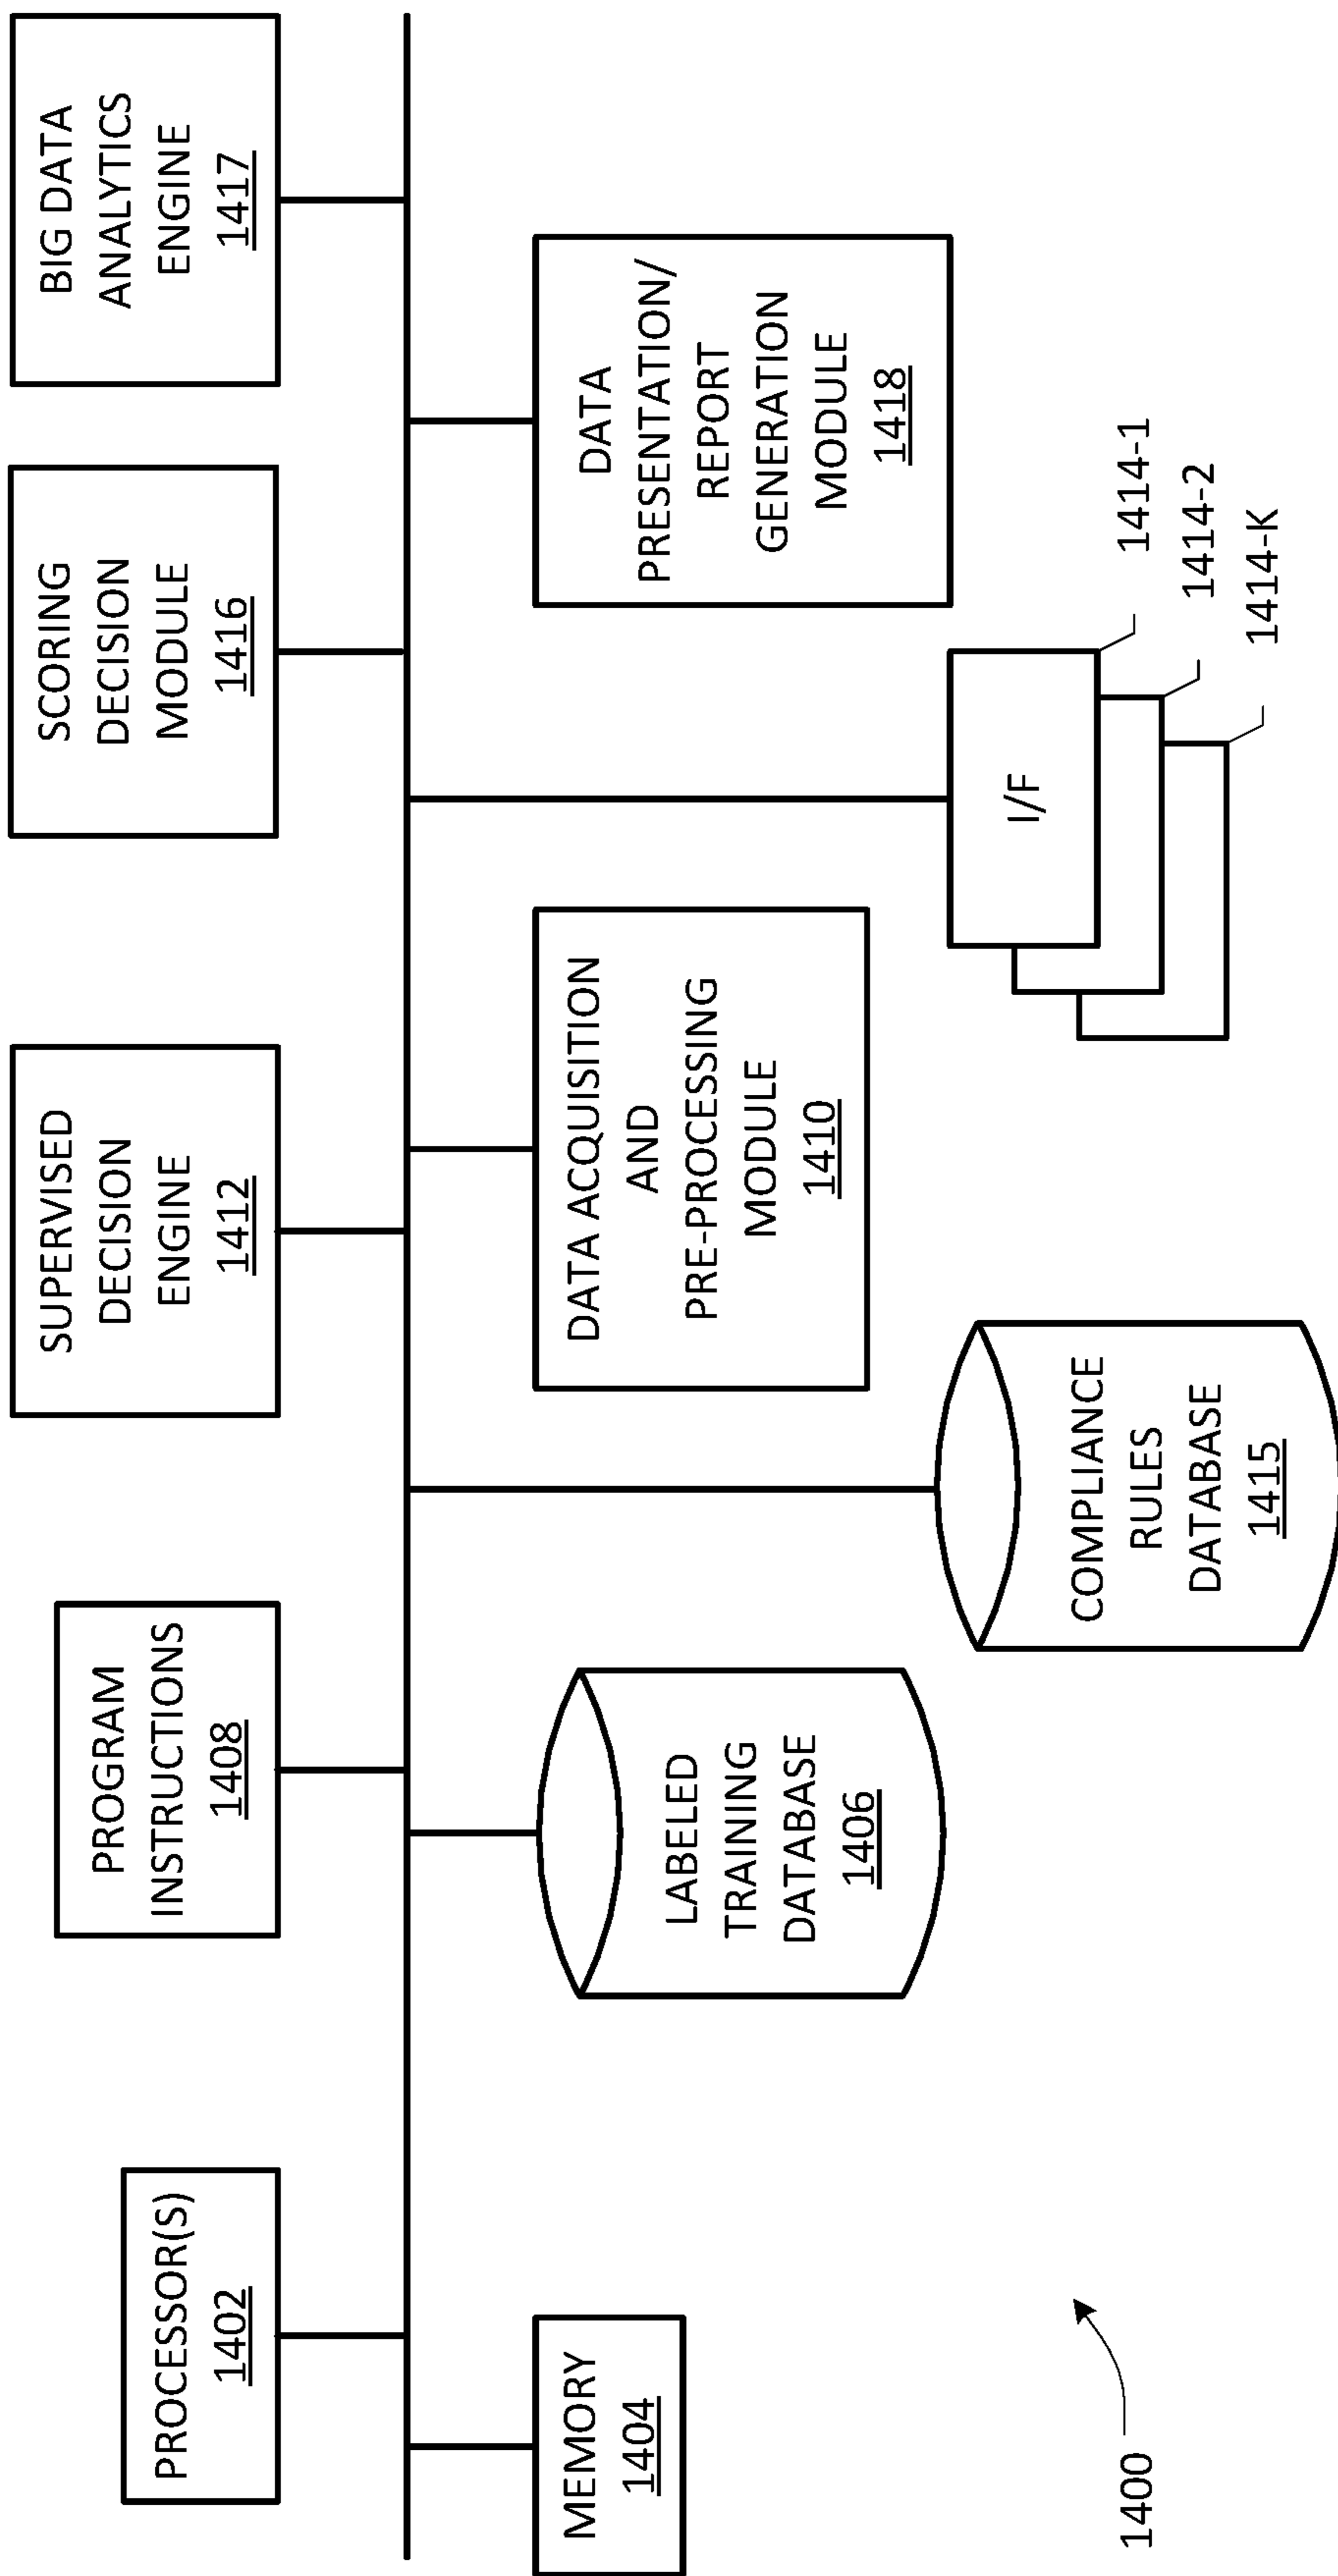 PROCESSOR(S)
1402
PROGRAM
INSTRUCTIONS
1408
SUPERVISED
DECISION
ENGINE
1412
SCORING
DECISION
MODULE
1416
BIG DATA
ANALYTICS
ENGINE
1417
MEMORY
1404
LABELED
TRAINING
DATABASE
1406
COMPLIANCE
RULES
DATABASE
1415
DATA ACQUISITION
AND
PRE-PROCESSING
MODULE
1410
I/F
1414-1
1414-2
1414-K
DATA
PRESENTATION/
REPORT
GENERATION
MODULE
1418
1400